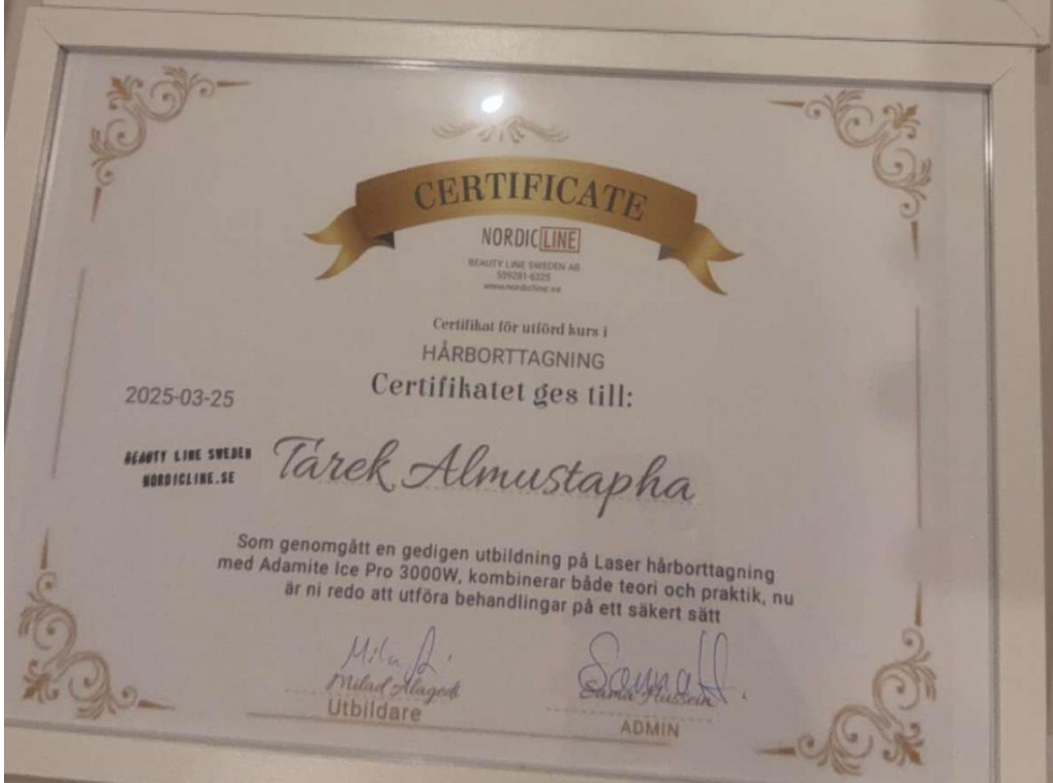 CERTIFICATE
NORDIC LINE
BEAUTY LINE SWEDEN AB
559281-6325
www.nordicline.se
Certifikat för utförd kurs i
HÅRBORTTAGNING
Certifikatet ges till:
2025-03-25
BEAUTY LINE SWEDEN
NORDICLINE.SE
Tarek Almustapha
Som genomgått en gedigen utbildning på Laser hårborttagning
med Adamite Ice Pro 3000W, kombinerar både teori och praktik, nu
är ni redo att utföra behandlingar på ett säkert sätt
Milad
Utbildare
Sama Hussein
ADMIN